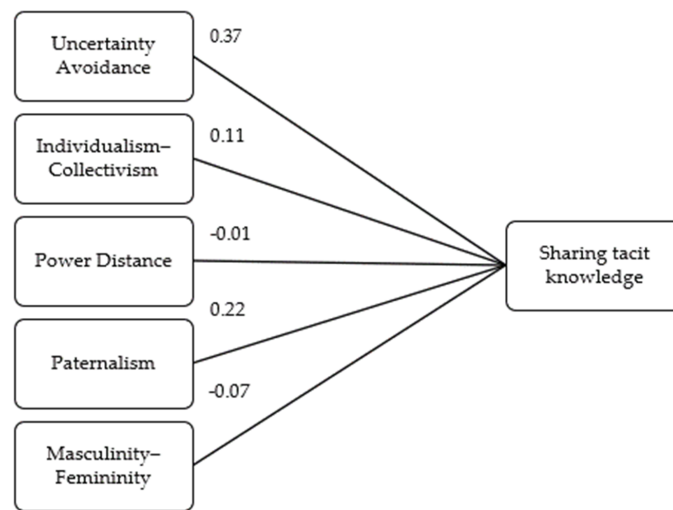 Uncertainty
Avoidance
0.37
Individualism–
Collectivism
0.11
Power Distance
-0.01
Paternalism
0.22
Masculinity–
Femininity
-0.07
Sharing tacit
knowledge